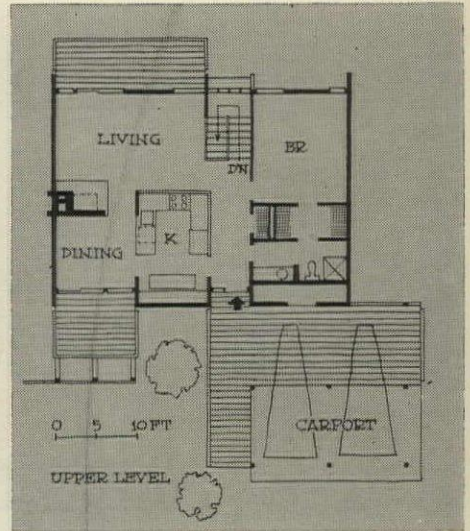 LIVING
DN
BR
K
DINING
CARPORT
0 5 10 FT
UPPER LEVEL